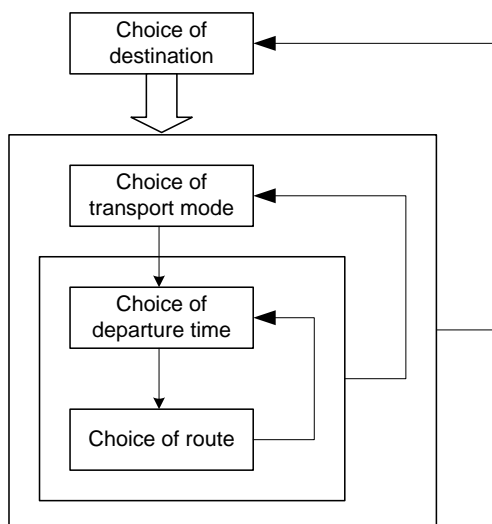 Choice of
destination
Choice of
transport mode
Choice of
departure time
Choice of route